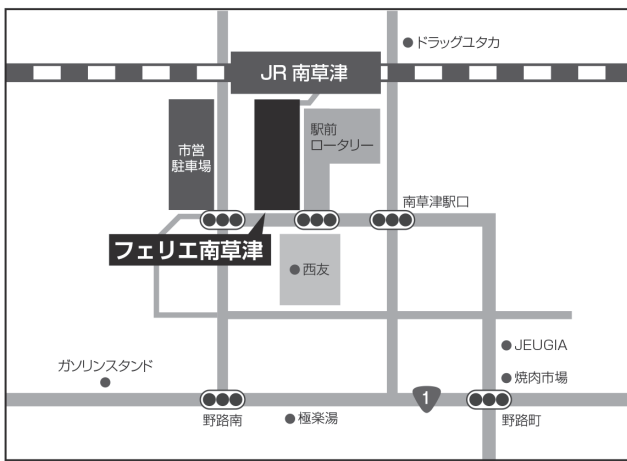 ドラッグユタカ
JR 南草津
市営
駐車場
駅前
ロータリー
南草津駅口
フェリエ南草津
西友
JEUGIA
ガソリンスタンド
焼肉市場
1
野路南
極楽湯
野路町